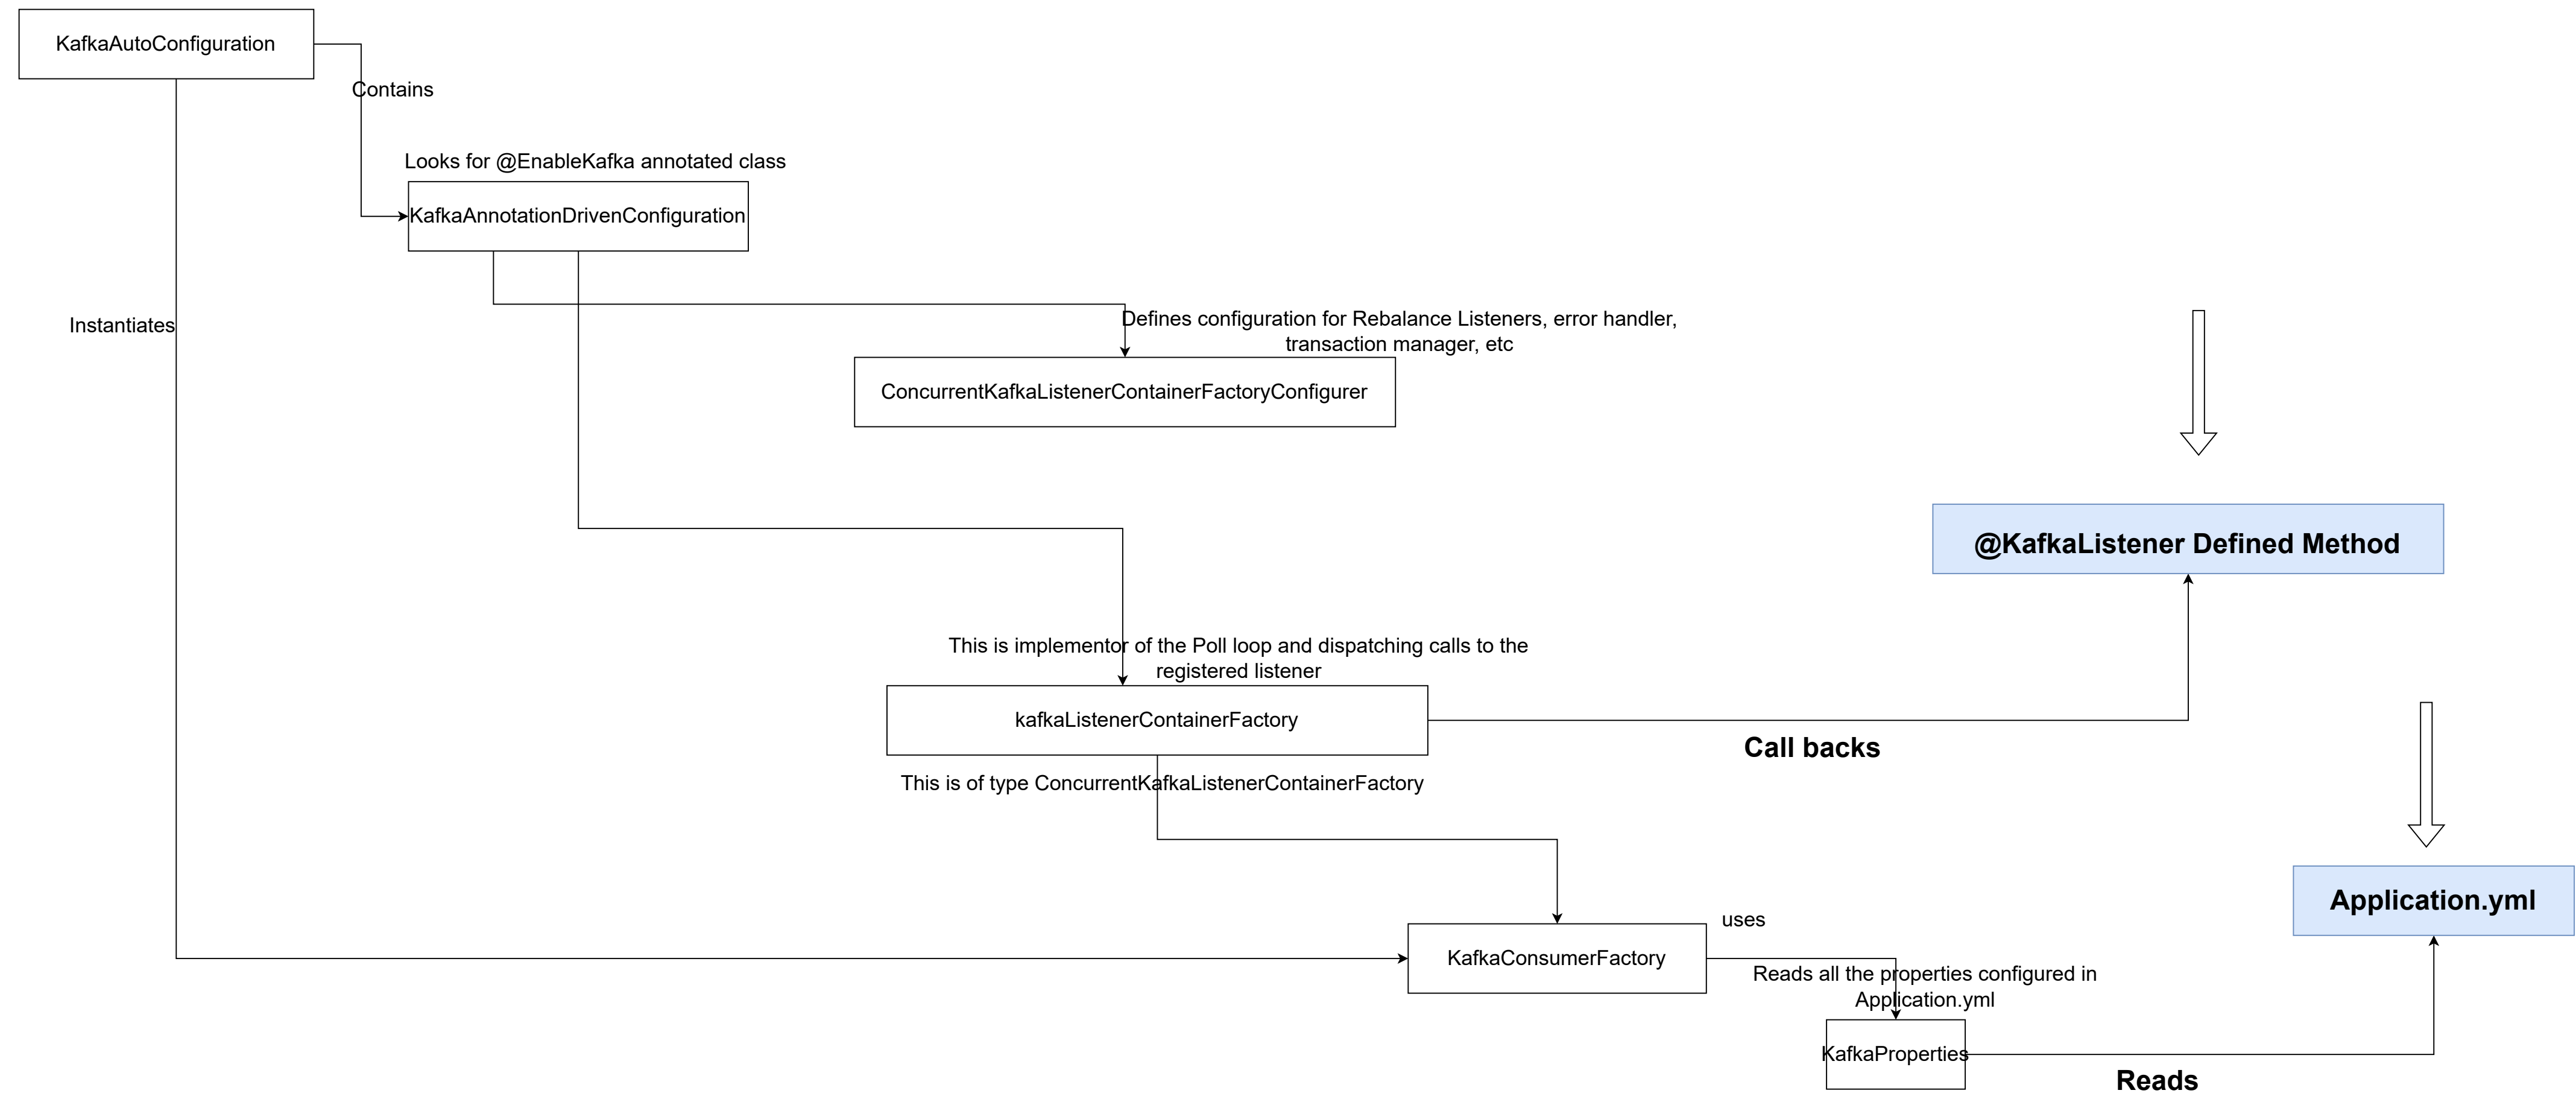 KafkaAutoConfiguration
Contains
Looks for @EnableKafka annotated class
KafkaAnnotationDrivenConfiguration
Instantiates
Defines configuration for Rebalance Listeners, error handler,
transaction manager, etc
ConcurrentKafkaListenerContainerFactoryConfigurer
@KafkaListener Defined Method
This is implementor of the Poll loop and dispatching calls to the
registered listener
kafkaListenerContainerFactory
Call backs
This is of type ConcurrentKafkaListenerContainerFactory
Application.yml
uses
KafkaConsumerFactory
Reads all the properties configured in
Application.yml
KafkaProperties
Reads